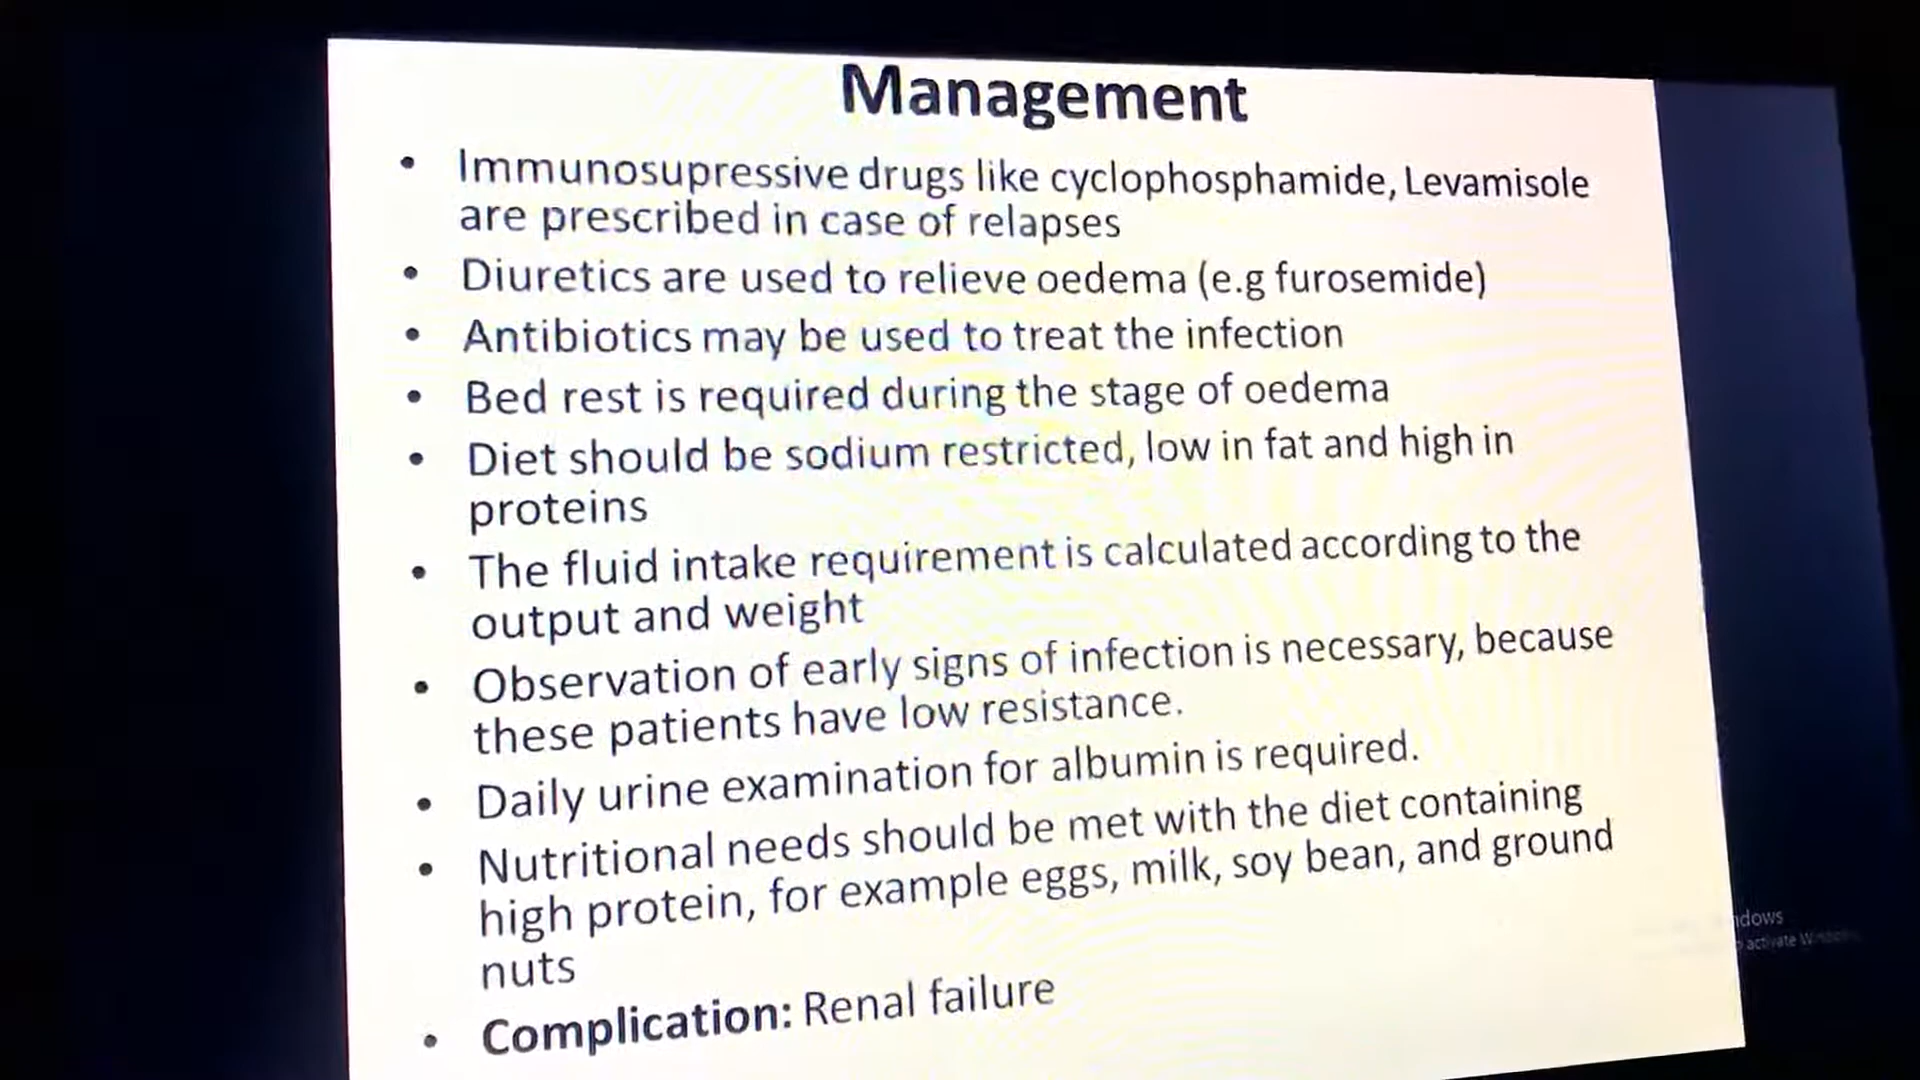 Management
• Immunosupressive drugs like cyclophosphamide, Levamisole
are prescribed in case of relapses
• Diuretics are used to relieve oedema (e.g furosemide)
• Antibiotics may be used to treat the infection
• Bed rest is required during the stage of oedema
• Diet should be sodium restricted, low in fat and high in
proteins
• The fluid intake requirement is calculated according to the
output and weight
• Observation of early signs of infection is necessary, because
these patients have low resistance.
• Daily urine examination for albumin is required.
• Nutritional needs should be met with the diet containing
high protein, for example eggs, milk, soy bean, and ground
nuts
• Complication: Renal failure
dows
activate